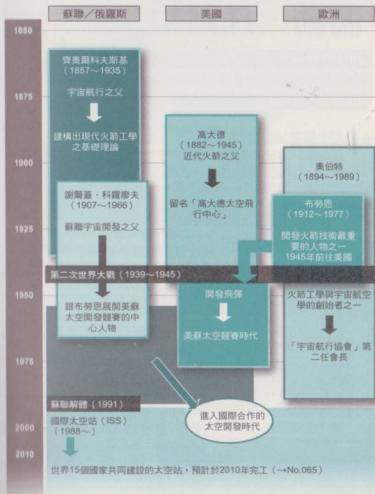 蘇聯／俄羅斯
美國
歐洲
1850
1875
1900
1925
1950
1975
2000
2010
齊奧爾科夫斯基
（1857～1935）
宇宙航行之父
建構出現代火箭工學
之基礎理論
謝爾蓋・科羅廖夫
（1907～1966）
蘇聯宇宙開發之父
跟布勞恩展開美蘇
太空開發競賽的中
心人物
高大德
（1882～1945）
近代火箭之父
留名「高大德太空飛
行中心」
奧伯特
（1894～1989）
布勞恩
（1912～1977）
開發火箭技術最重
要的人物之一
1945年前往美國
第二次世界大戰（1939～1945）
開發飛彈
美蘇太空競賽時代
火箭工學與宇宙航空
學的創始者之一
「宇宙航行協會」第
二任會長
蘇聯解體（1991）
進入國際合作的
太空開發時代
國際太空站（ISS）
（1988～）
世界15個國家共同建設的太空站，預計於2010年完工（→No.065）